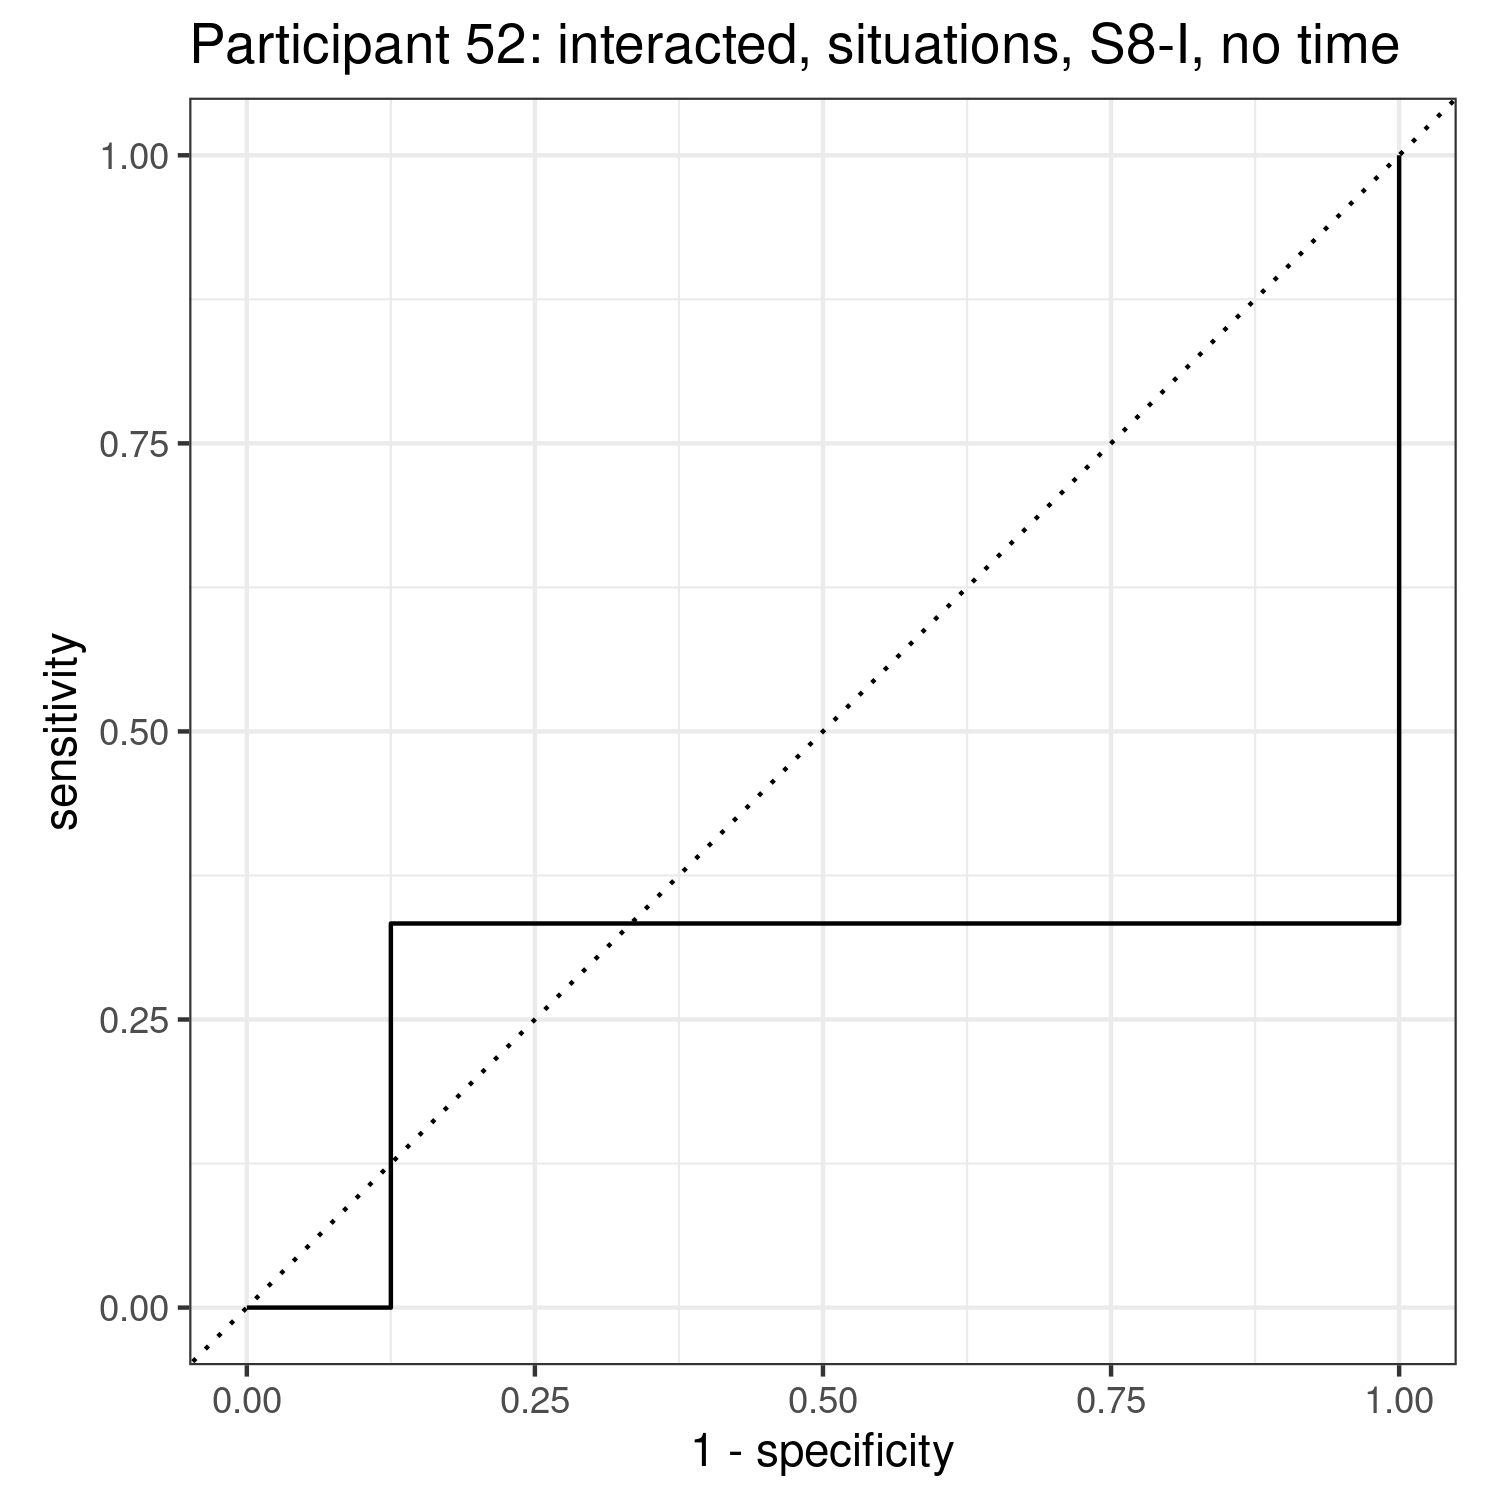 Participant 52: interacted, situations, S8-I, no time
1.00
0.75
0.50
0.25
0.00
sensitivity
0.00 0.25 0.50 0.75 1.00
1 - specificity